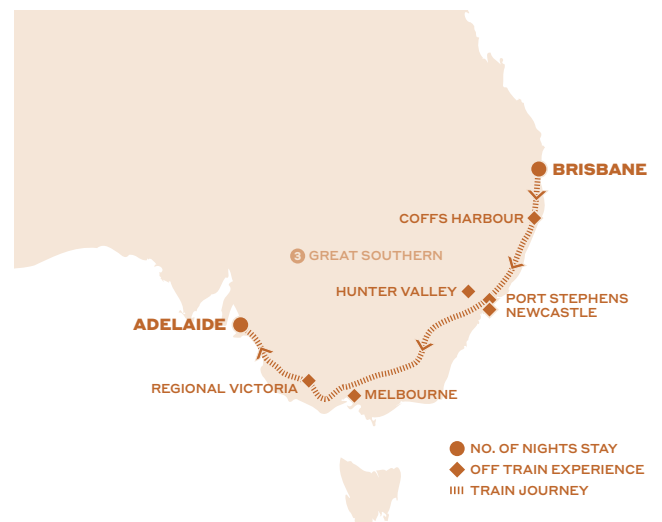 BRISBANE
COFFS HARBOUR
3 GREAT SOUTHERN
HUNTER VALLEY
PORT STEPHENS
NEWCASTLE
ADELAIDE
REGIONAL VICTORIA
MELBOURNE
NO. OF NIGHTS STAY
OFF TRAIN EXPERIENCE
TRAIN JOURNEY